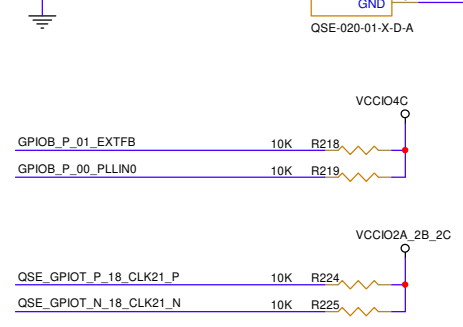 GND
QSE-020-01-X-D-A
VCCIO4C
GPIOB_P_01_EXTFB 10K R218
GPIOB_P_00_PLLIN0 10K R219
VCCIO2A_2B_2C
QSE_GPIOT_P_18_CLK21_P 10K R224
QSE_GPIOT_N_18_CLK21_N 10K R225